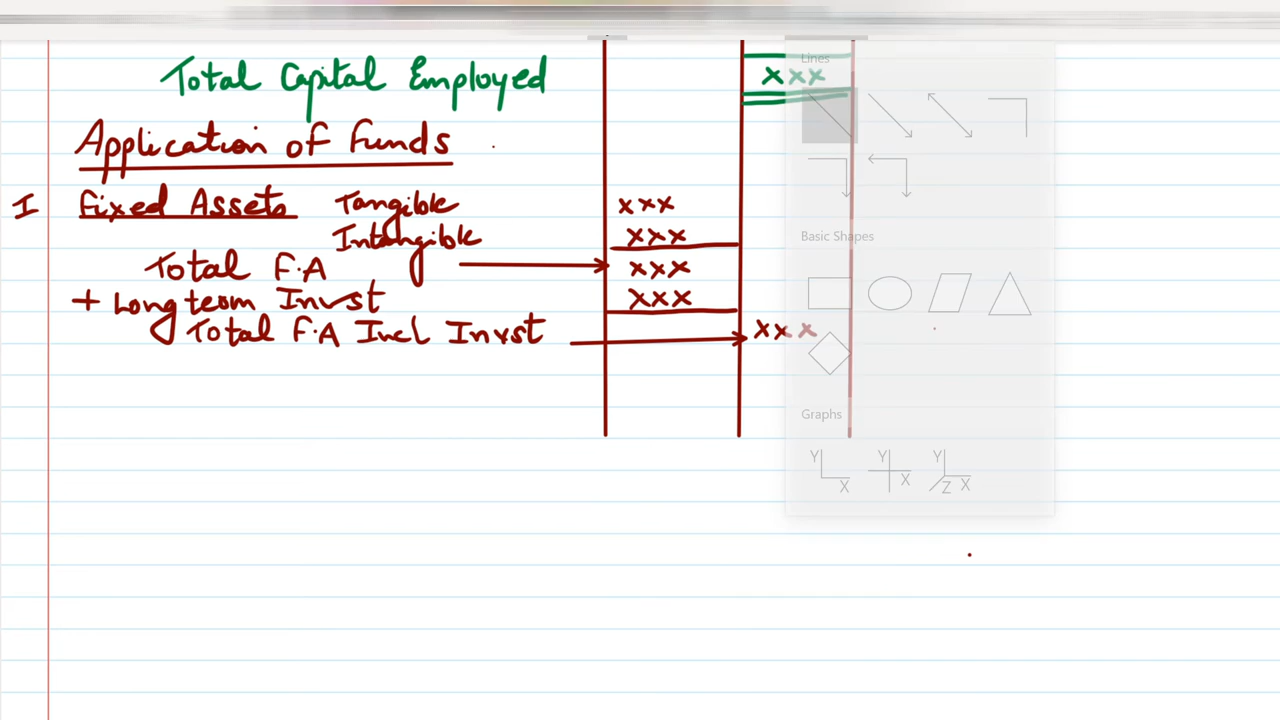 Total Capital Employed xxx
Application of Funds
I Fixed Assets Tangible xxx
Intangible xxx
Total F.A xxx
+ Long term Invst xxx
Total F.A Incl Invst xxx
Lines
Basic Shapes
Graphs
Y X Y X Y Z X